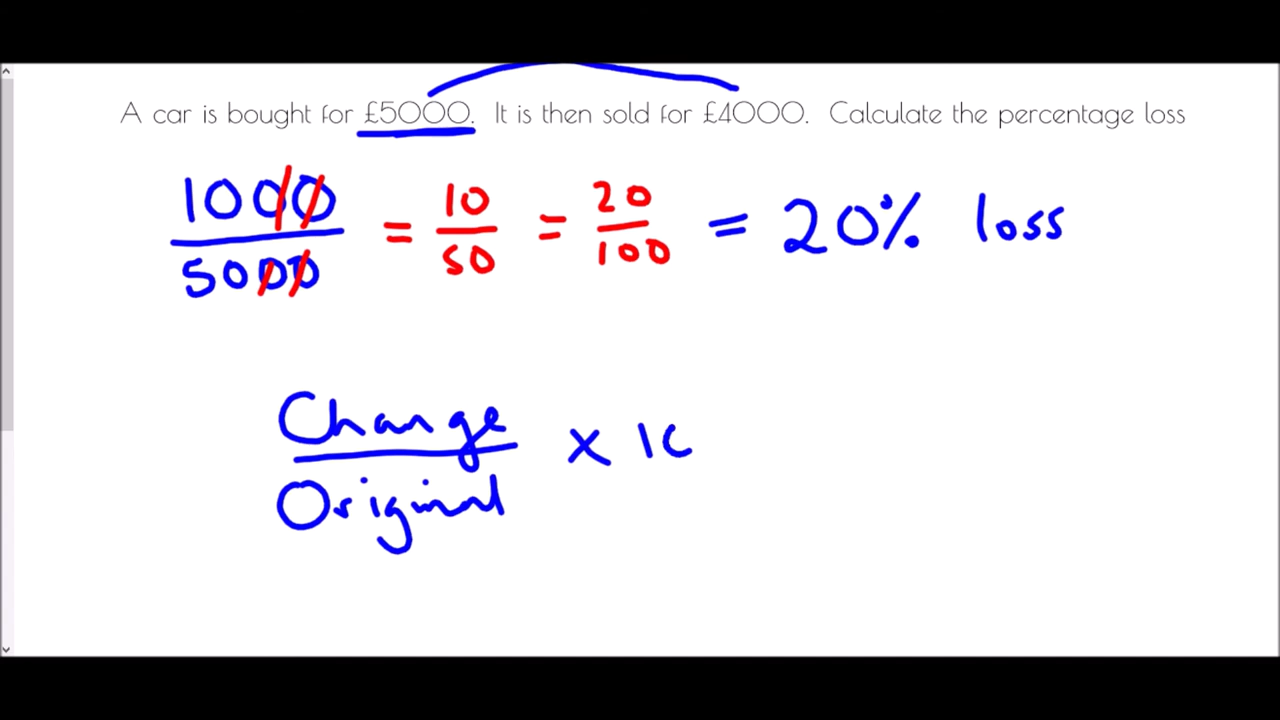 A car is bought for £5000. It is then sold for £4000. Calculate the percentage loss
1000/5000 = 10/50 = 20/100 = 20% loss
Change/Original x 1C